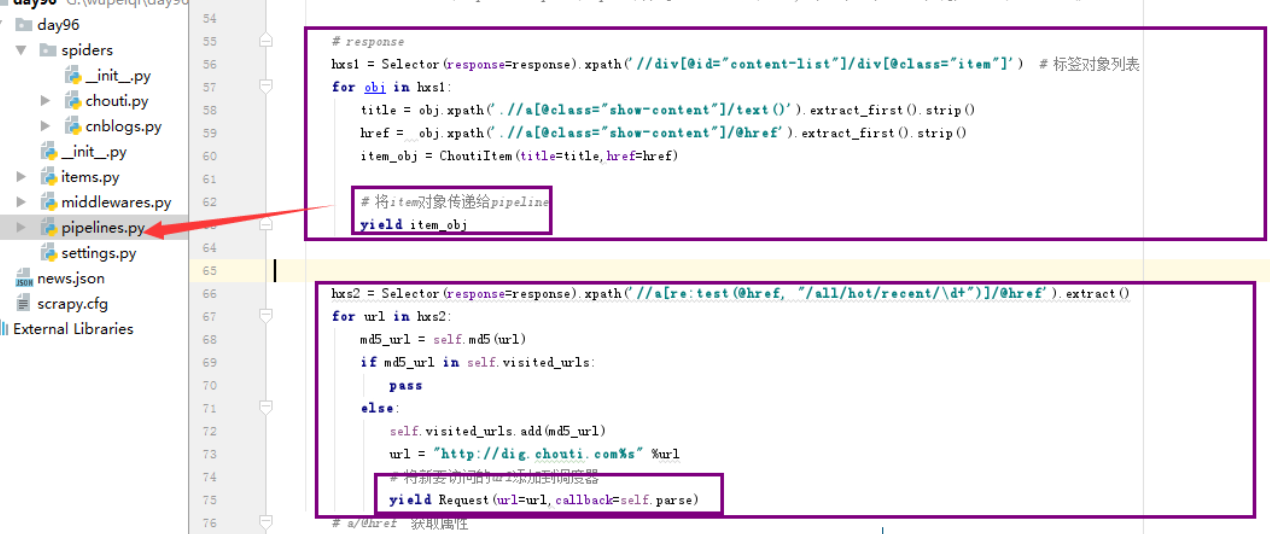 day96 G:\wupeiqi\day96
day96
spiders
__init__.py
chouti.py
cnblogs.py
__init__.py
items.py
middlewares.py
pipelines.py
settings.py
news.json
scrapy.cfg
External Libraries
54
55 # response
56 hxs1 = Selector(response=response).xpath('//div[@id="content-list"]/div[@class="item"]') # 标签对象列表
57 for obj in hxs1:
58 title = obj.xpath('.//a[@class="show-content"]/text()').extract_first().strip()
59 href = obj.xpath('.//a[@class="show-content"]/@href').extract_first().strip()
60 item_obj = ChoutiItem(title=title,href=href)
61
62 # 将item对象传递给pipeline
63 yield item_obj
64
65
66 hxs2 = Selector(response=response).xpath('//a[re:test(@href, "/all/hot/recent/\d+")]/@href').extract()
67 for url in hxs2:
68 md5_url = self.md5(url)
69 if md5_url in self.visited_urls:
70 pass
71 else:
72 self.visited_urls.add(md5_url)
73 url = "http://dig.chouti.com%s" %url
74 # 将新要访问的url添加到调度器
75 yield Request(url=url,callback=self.parse)
76 # a/@href 获取属性